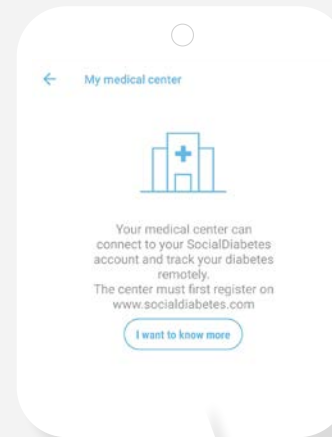 My medical center
Your medical center can
connect to your SocialDiabetes
account and track your diabetes
remotely.
The center must first register on
www.socialdiabetes.com
I want to know more